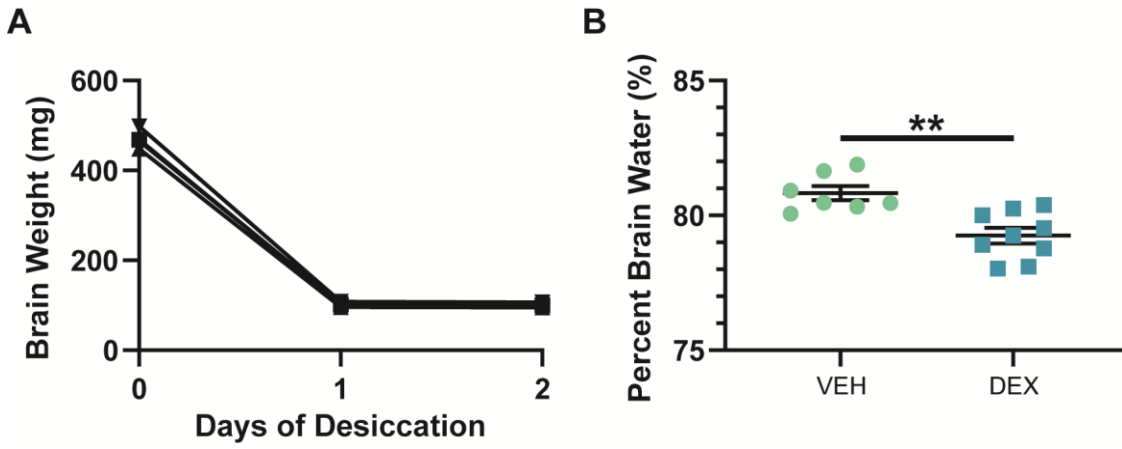 A
Brain Weight (mg)
600
400
200
0
0 1 2
Days of Desiccation
B
Percent Brain Water (%)
85
80
75
**
VEH DEX